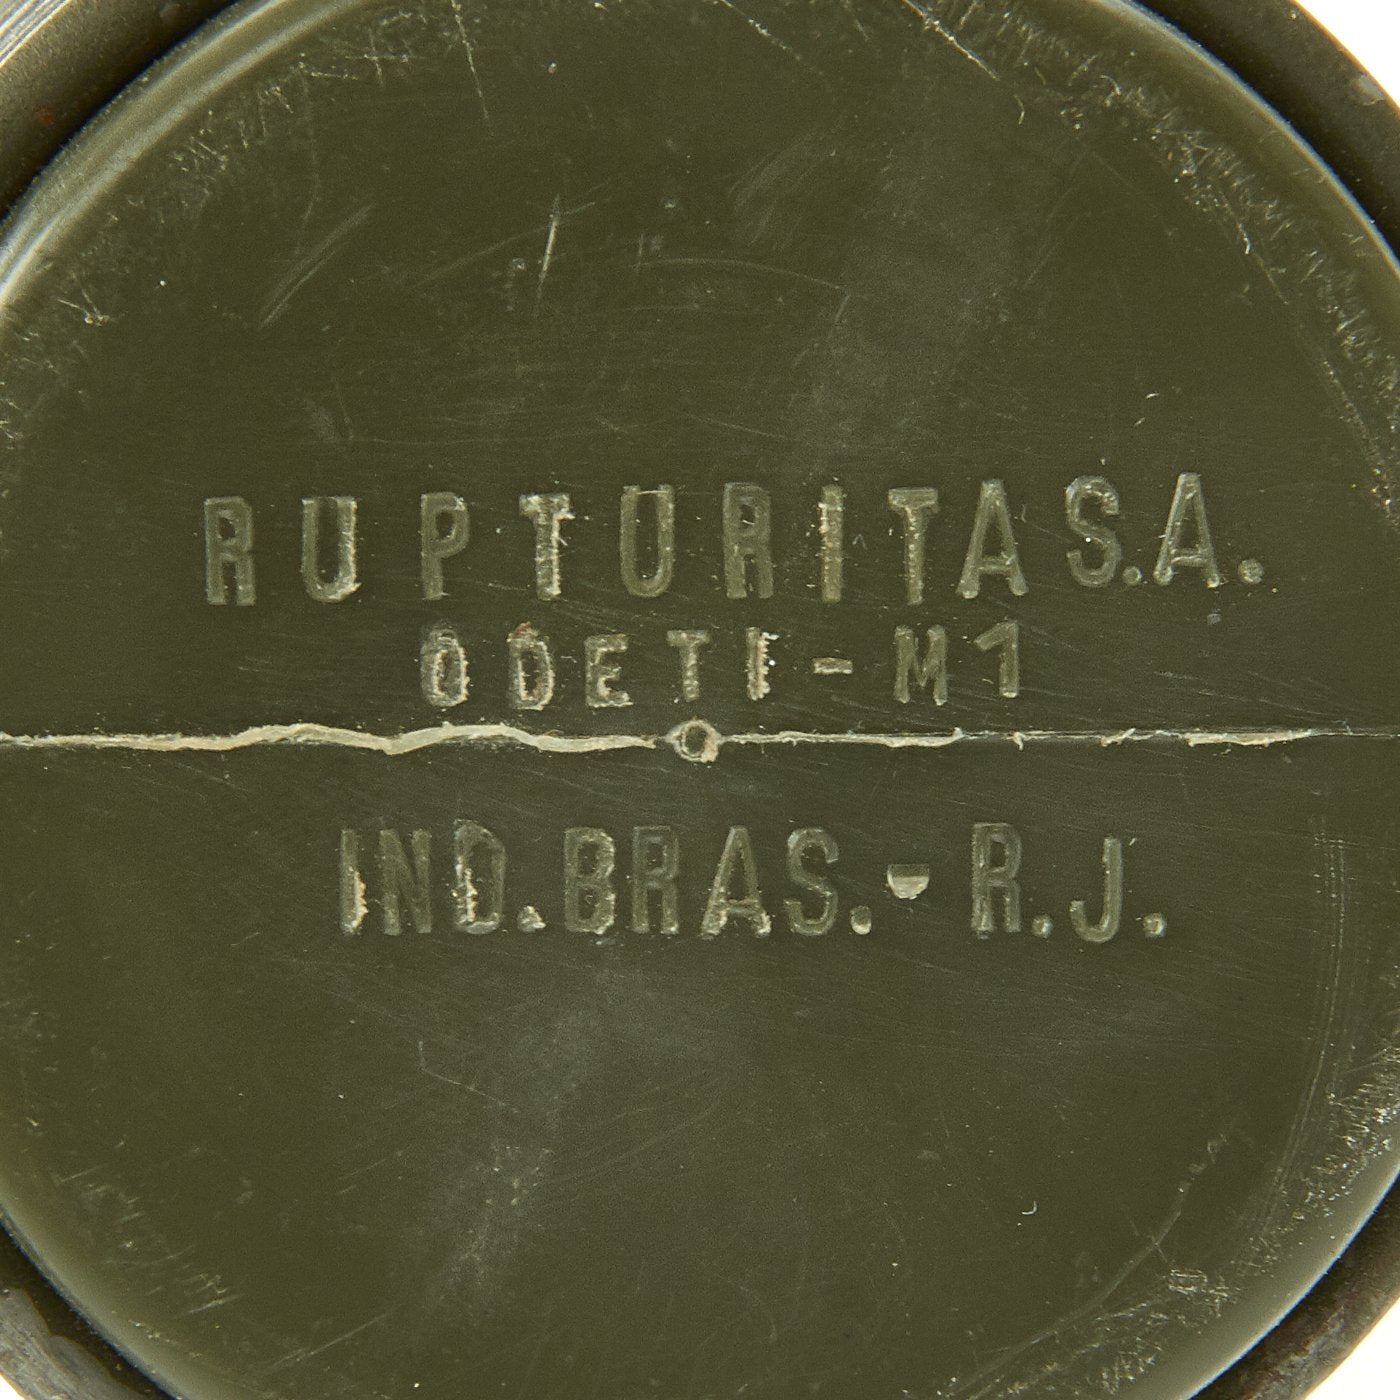 RUPTURITA S.A.
ODETI-M1
IND.BRAS.-R.J.